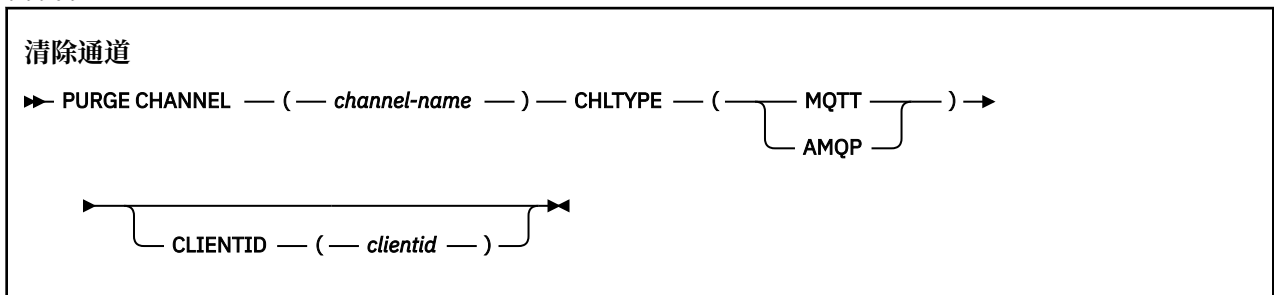 清除通道
PURGE CHANNEL ( channel-name ) CHLTYPE ( MQTT )
AMQP
CLIENTID ( clientid )